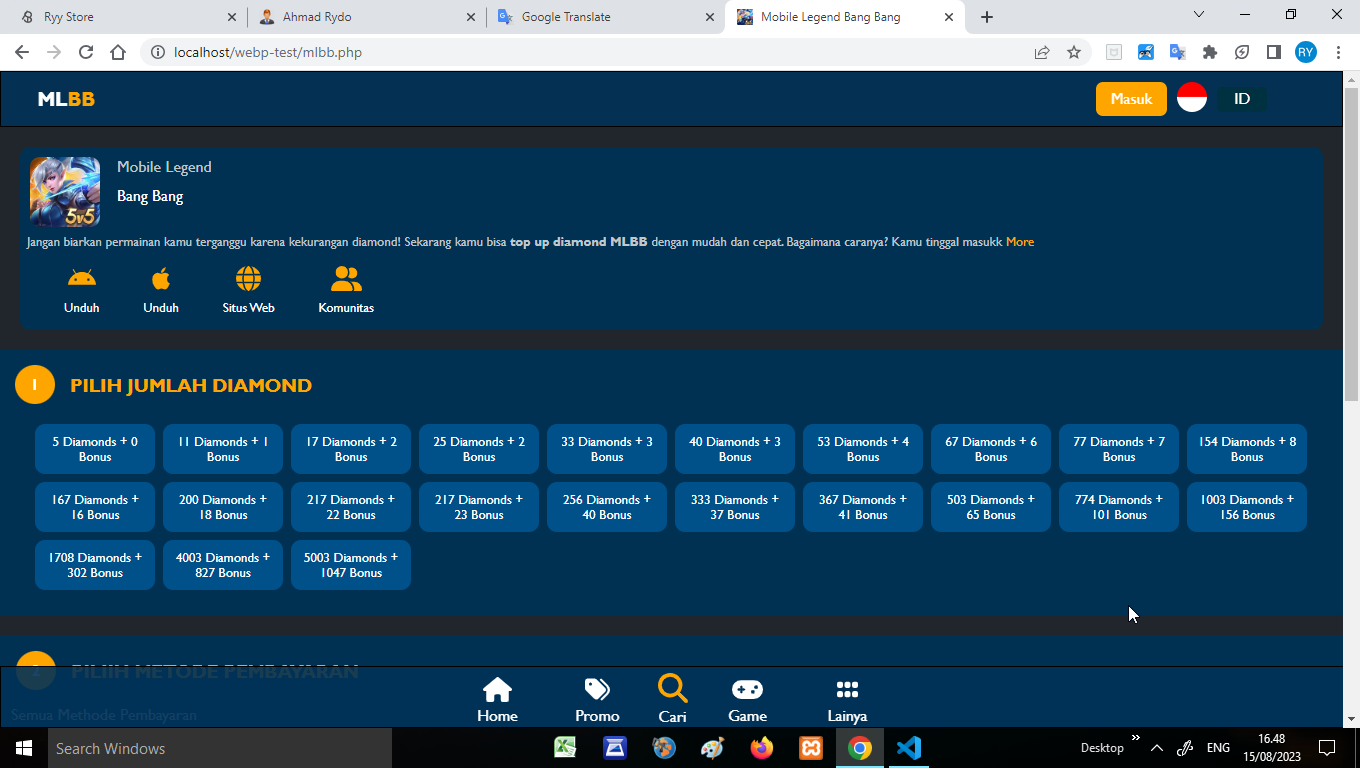 Ryy Store
Ahmad Rydo
Google Translate
Mobile Legend Bang Bang
localhost/webp-test/mlbb.php
RY
MLBB
Masuk
ID
Mobile Legend
Bang Bang
5v5
Jangan biarkan permainan kamu terganggu karena kekurangan diamond! Sekarang kamu bisa top up diamond MLBB dengan mudah dan cepat. Bagaimana caranya? Kamu tinggal masukk More
Unduh
Unduh
Situs Web
Komunitas
1 PILIH JUMLAH DIAMOND
5 Diamonds + 0
Bonus
11 Diamonds + 1
Bonus
17 Diamonds + 2
Bonus
25 Diamonds + 2
Bonus
33 Diamonds + 3
Bonus
40 Diamonds + 3
Bonus
53 Diamonds + 4
Bonus
67 Diamonds + 6
Bonus
77 Diamonds + 7
Bonus
154 Diamonds + 8
Bonus
167 Diamonds +
16 Bonus
200 Diamonds +
18 Bonus
217 Diamonds +
22 Bonus
217 Diamonds +
23 Bonus
256 Diamonds +
40 Bonus
333 Diamonds +
37 Bonus
367 Diamonds +
41 Bonus
503 Diamonds +
65 Bonus
774 Diamonds +
101 Bonus
1003 Diamonds +
156 Bonus
1708 Diamonds +
302 Bonus
4003 Diamonds +
827 Bonus
5003 Diamonds +
1047 Bonus
2 PILIIH METODE PEMBAYARAN
Semua Methode Pembayaran
Home
Promo
Cari
Game
Lainya
Search Windows
Desktop
ENG
16.48
15/08/2023